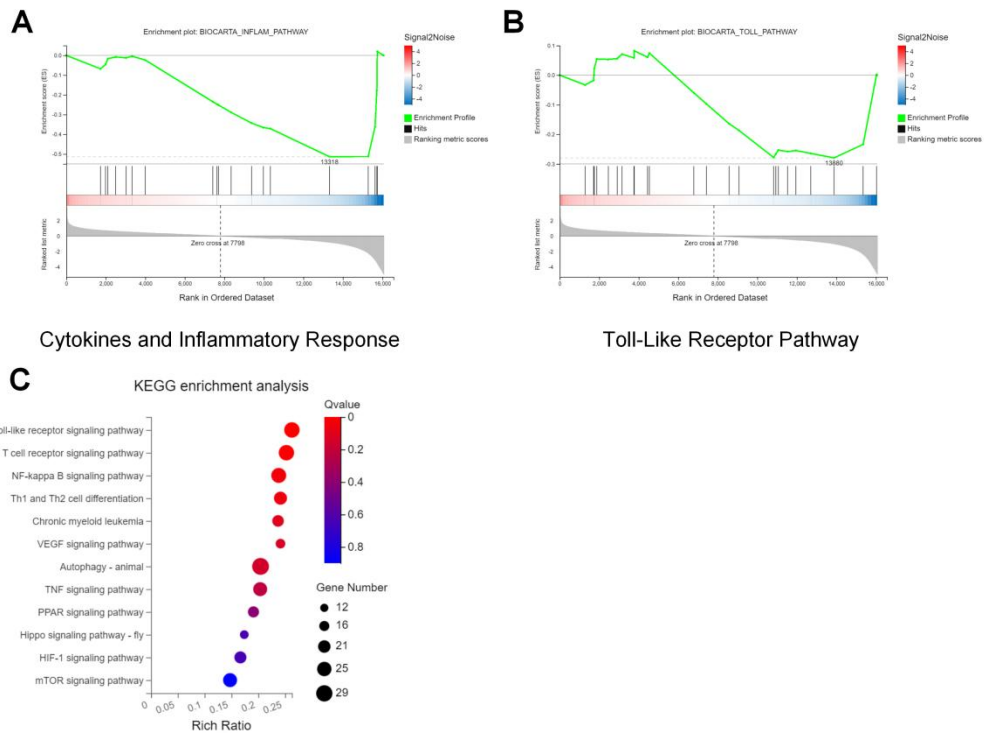 A
Enrichment plot: BIOCARTA_INFLAM_PATHWAY
Enrichment score (ES)
0.0
-0.1
-0.2
-0.3
-0.4
-0.5
13318
Signal2Noise
4
2
0
-2
-4
Enrichment Profile
Hits
Ranking metric scores
Ranked list metric
2
0
-2
-4
Zero cross at 7798
0 2,000 4,000 6,000 8,000 10,000 12,000 14,000 16,000
Rank in Ordered Dataset
Cytokines and Inflammatory Response
B
Enrichment plot: BIOCARTA_TOLL_PATHWAY
Enrichment score (ES)
0.1
0.0
-0.1
-0.2
-0.3
13860
Signal2Noise
4
2
0
-2
-4
Enrichment Profile
Hits
Ranking metric scores
Ranked list metric
2
0
-2
-4
Zero cross at 7798
0 2,000 4,000 6,000 8,000 10,000 12,000 14,000 16,000
Rank in Ordered Dataset
Toll-Like Receptor Pathway
C
KEGG enrichment analysis
oll-like receptor signaling pathway
T cell receptor signaling pathway
NF-kappa B signaling pathway
Th1 and Th2 cell differentiation
Chronic myeloid leukemia
VEGF signaling pathway
Autophagy - animal
TNF signaling pathway
PPAR signaling pathway
Hippo signaling pathway - fly
HIF-1 signaling pathway
mTOR signaling pathway
0 0.05 0.1 0.15 0.2 0.25
Rich Ratio
Qvalue
0
0.2
0.4
0.6
0.8
Gene Number
12
16
21
25
29